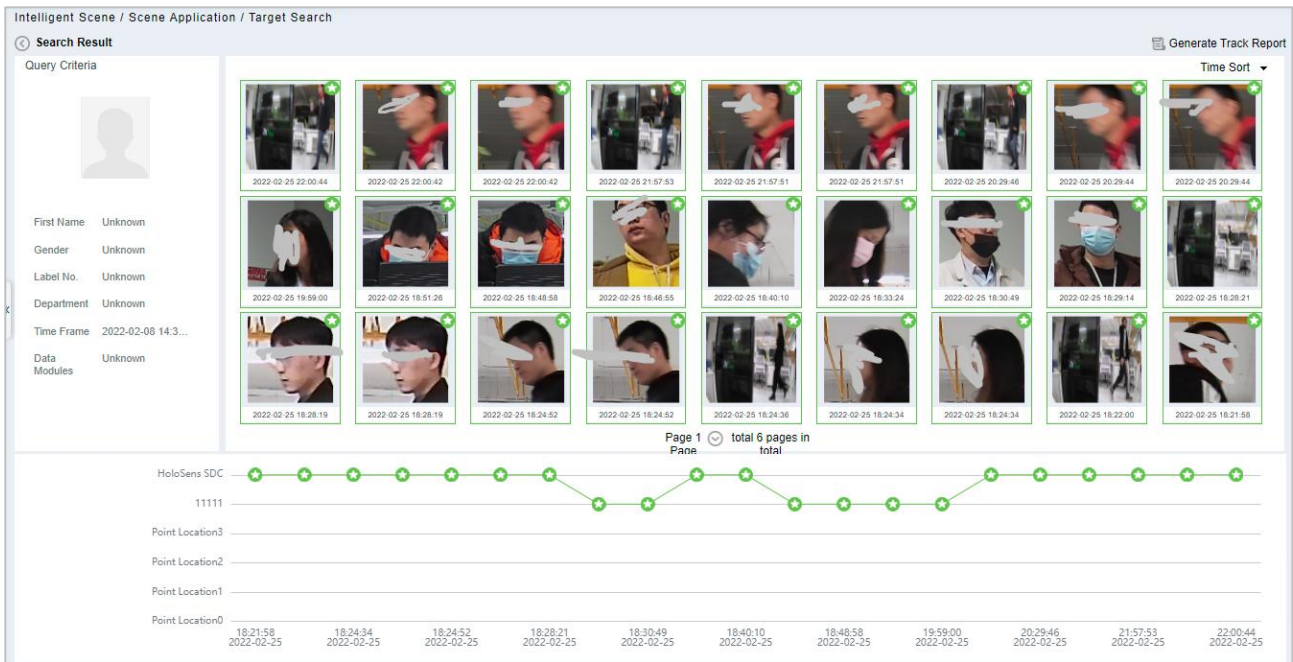 Intelligent Scene / Scene Application / Target Search
Search Result
Generate Track Report
Query Criteria
Time Sort
2022-02-25 22:00:44 2022-02-25 22:00:42 2022-02-25 22:00:42 2022-02-25 21:57:53 2022-02-25 21:57:51 2022-02-25 21:57:51 2022-02-25 20:29:46 2022-02-25 20:29:44 2022-02-25 20:29:44
First Name Unknown
Gender Unknown
Label No. Unknown
Department Unknown
Time Frame 2022-02-08 14:3...
Data Modules Unknown
2022-02-25 19:59:00 2022-02-25 18:51:26 2022-02-25 18:48:58 2022-02-25 18:46:55 2022-02-25 18:40:10 2022-02-25 18:33:24 2022-02-25 18:30:49 2022-02-25 18:29:14 2022-02-25 18:28:21
2022-02-25 18:28:19 2022-02-25 18:28:19 2022-02-25 18:24:52 2022-02-25 18:24:52 2022-02-25 18:24:36 2022-02-25 18:24:34 2022-02-25 18:24:34 2022-02-25 18:22:00 2022-02-25 18:21:58
Page 1 total 6 pages in
Page total
HoloSens SDC
11111
Point Location3
Point Location2
Point Location1
Point Location0
18:21:58 18:24:34 18:24:52 18:28:21 18:30:49 18:40:10 18:48:58 19:59:00 20:29:46 21:57:53 22:00:44
2022-02-25 2022-02-25 2022-02-25 2022-02-25 2022-02-25 2022-02-25 2022-02-25 2022-02-25 2022-02-25 2022-02-25 2022-02-25